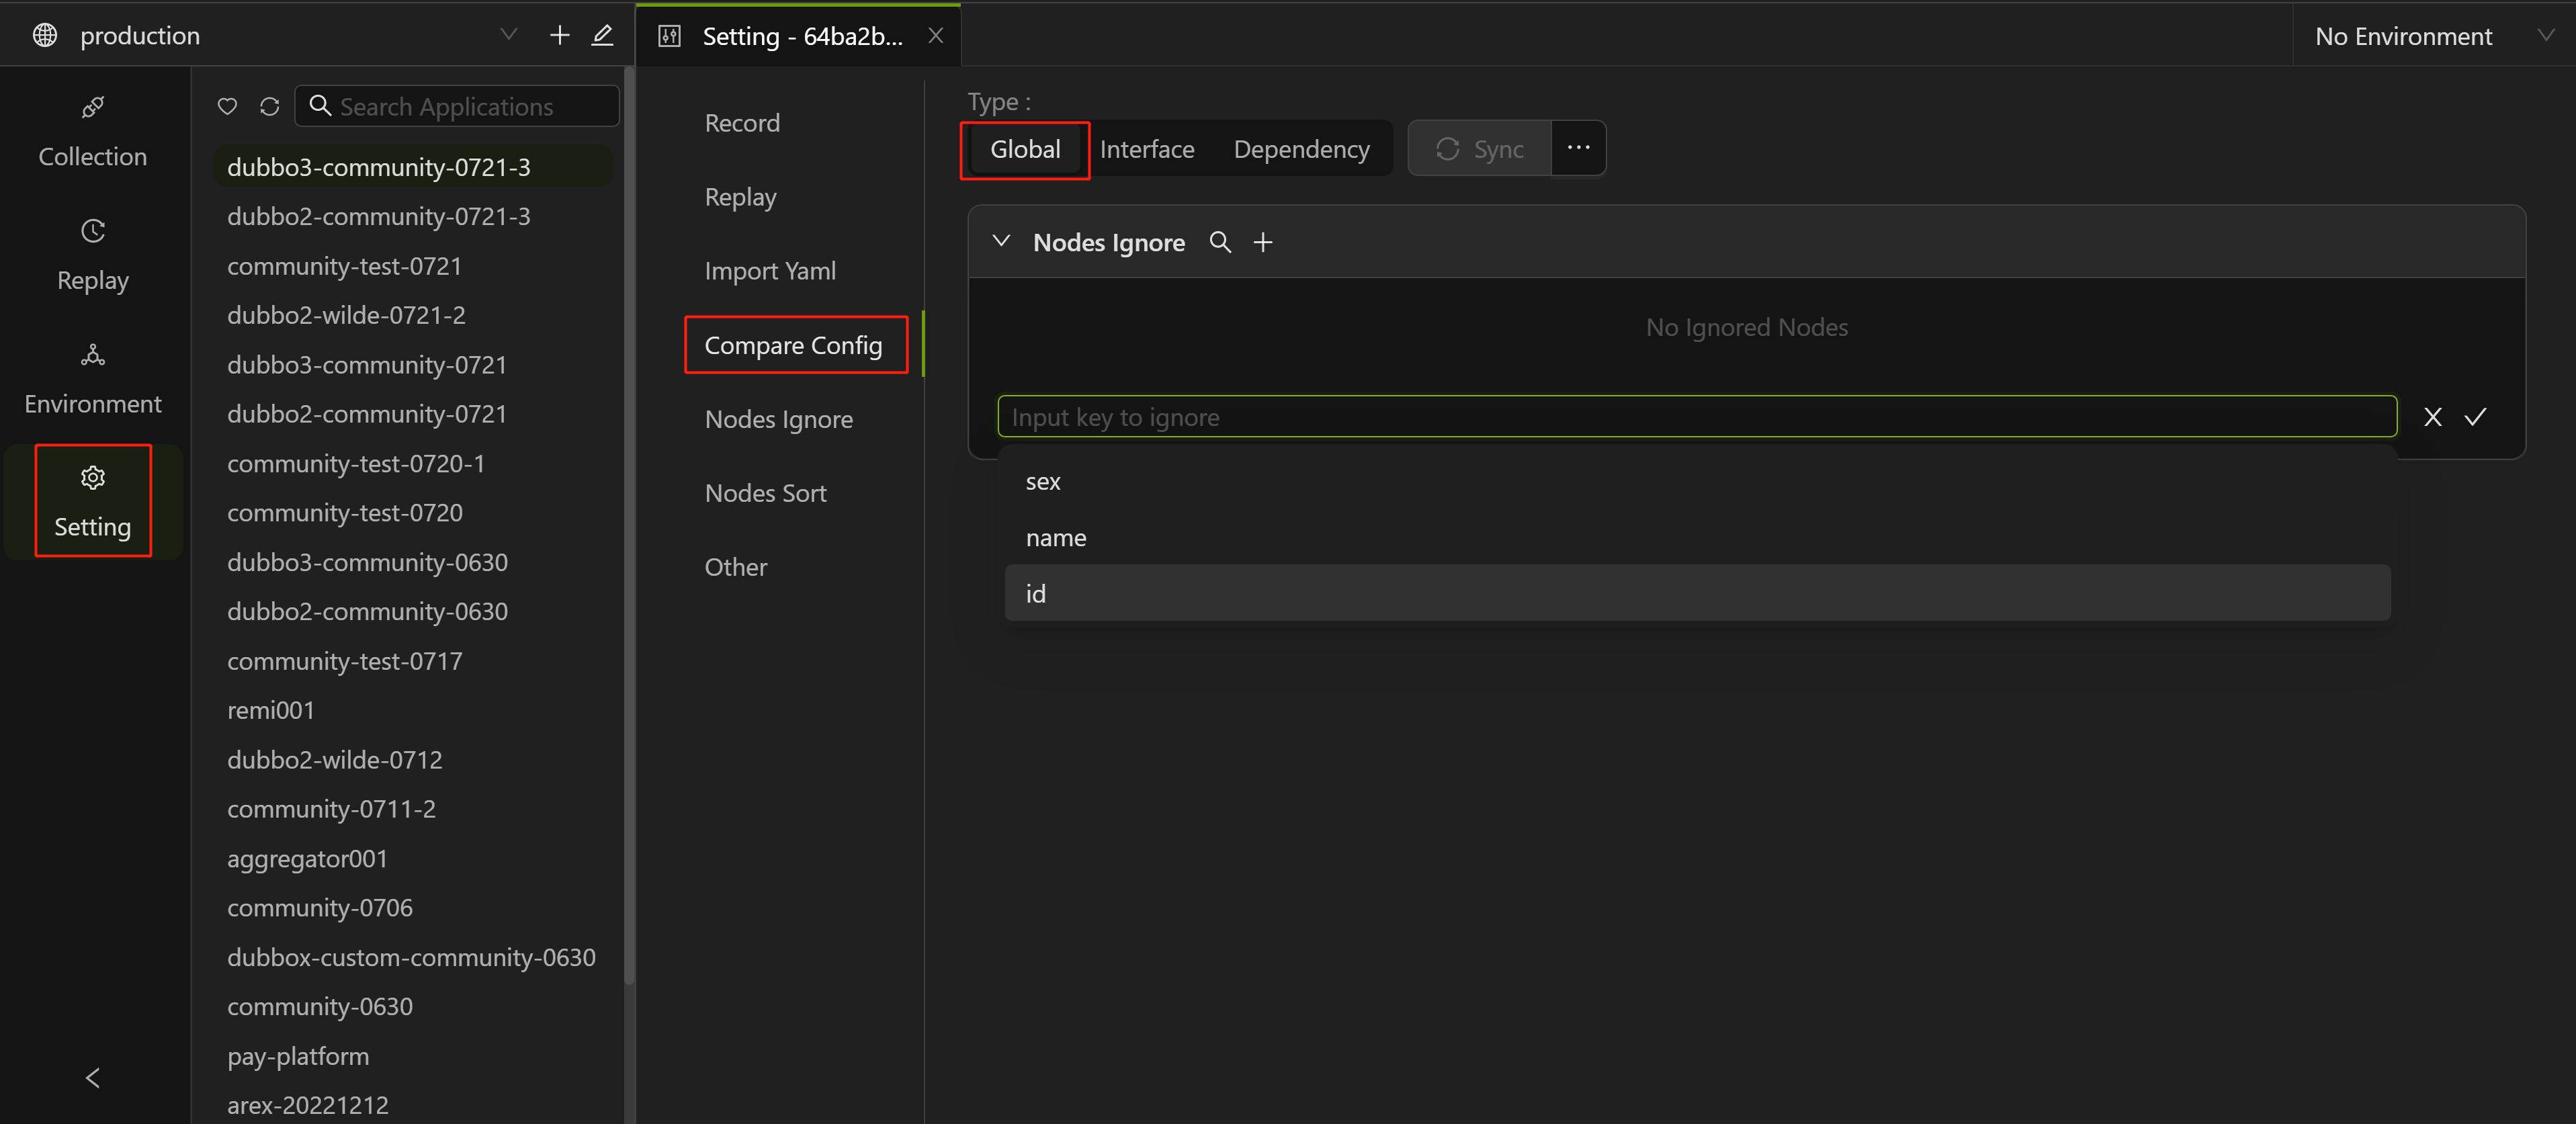 production
Setting - 64ba2b...
No Environment
Collection
Replay
Environment
Setting
Search Applications
dubbo3-community-0721-3
dubbo2-community-0721-3
community-test-0721
dubbo2-wilde-0721-2
dubbo3-community-0721
dubbo2-community-0721
community-test-0720-1
community-test-0720
dubbo3-community-0630
dubbo2-community-0630
community-test-0717
remi001
dubbo2-wilde-0712
community-0711-2
aggregator001
community-0706
dubbox-custom-community-0630
community-0630
pay-platform
arex-20221212
Record
Replay
Import Yaml
Compare Config
Nodes Ignore
Nodes Sort
Other
Type :
Global Interface Dependency Sync ...
Nodes Ignore
No Ignored Nodes
Input key to ignore
sex
name
id